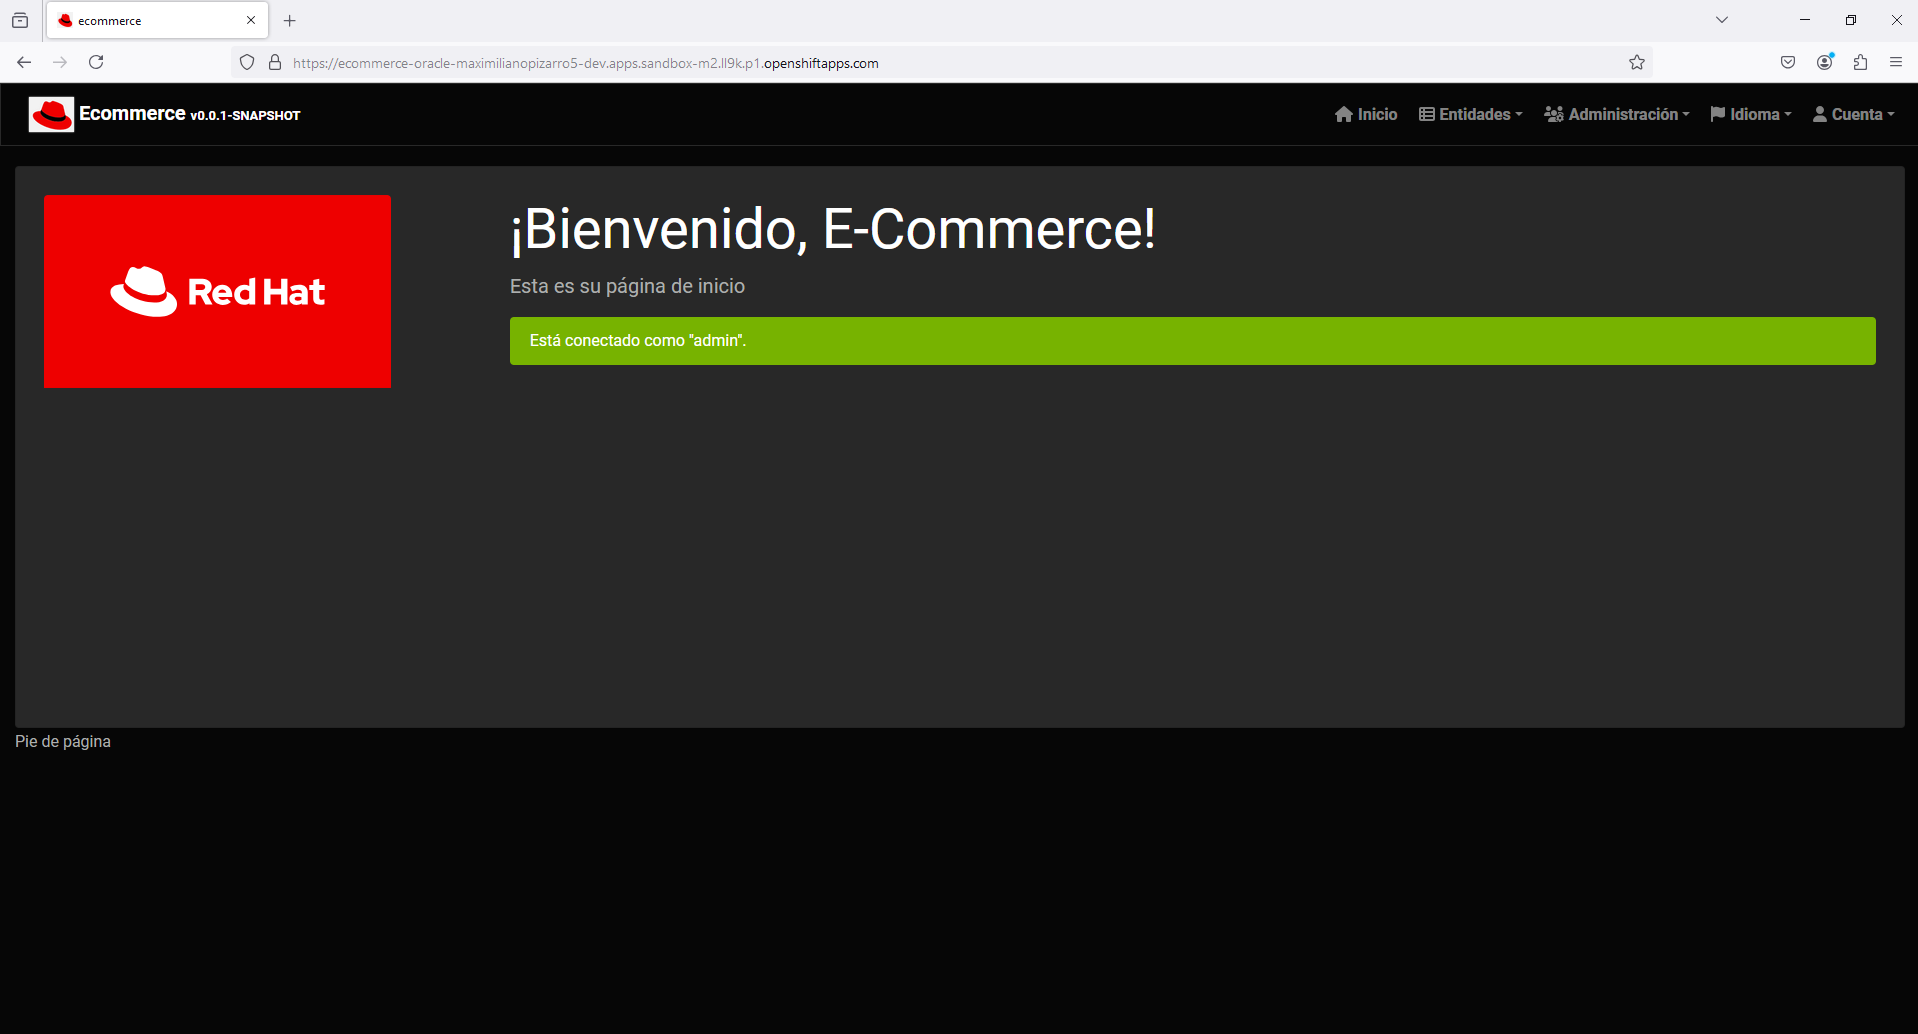 ecommerce
https://ecommerce-oracle-maximilianopizarro5-dev.apps.sandbox-m2.ll9k.p1.openshiftapps.com
Ecommerce v0.0.1-SNAPSHOT
Inicio
Entidades
Administración
Idioma
Cuenta
Red Hat
¡Bienvenido, E-Commerce!
Esta es su página de inicio
Está conectado como "admin".
Pie de página